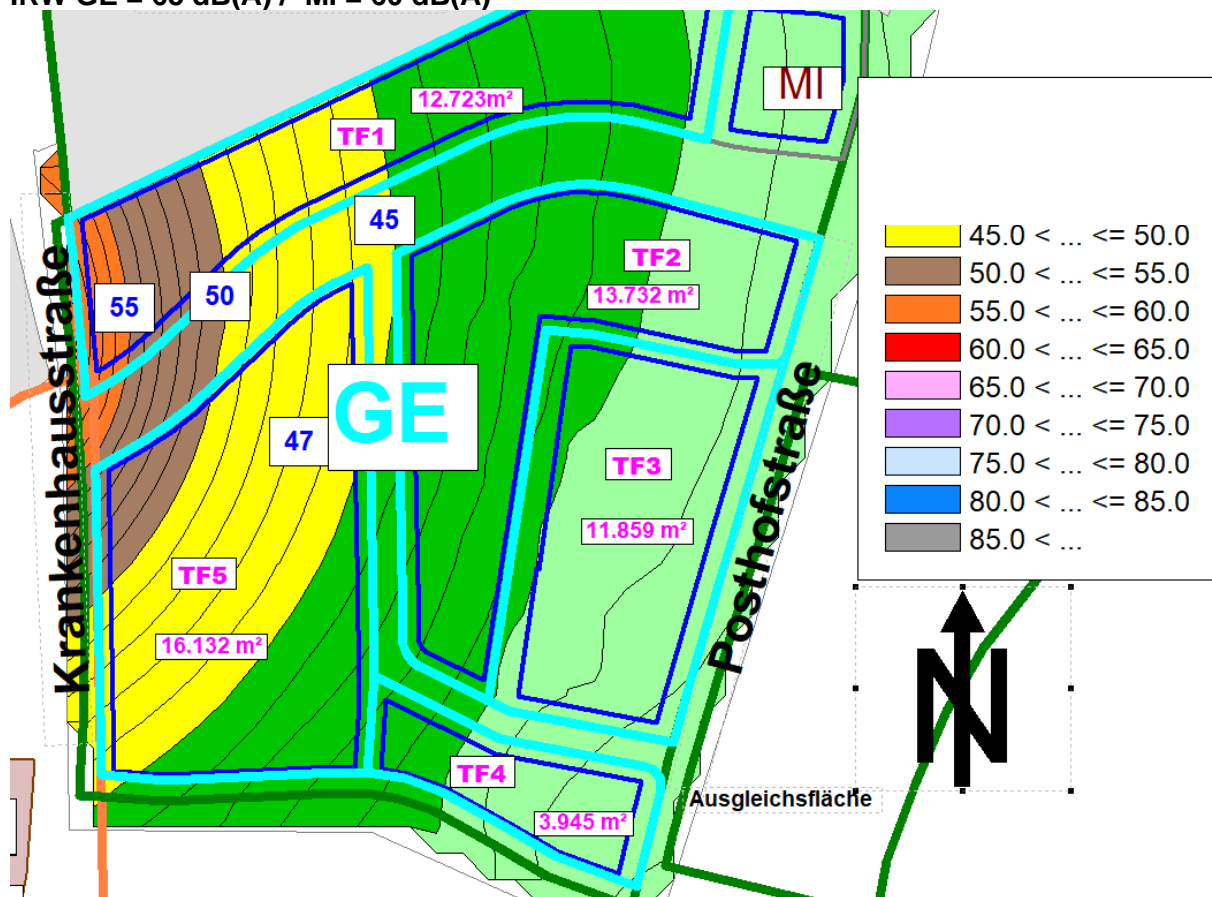 MI
12.723m²
TF1
45
TF2
13.732 m²
55
50
Krankenhausstraße
GE
47
TF3
11.859 m²
Posthofstraße
TF5
16.132 m²
TF4
3.945 m²
Ausgleichsfläche
45.0 < ... <= 50.0
50.0 < ... <= 55.0
55.0 < ... <= 60.0
60.0 < ... <= 65.0
65.0 < ... <= 70.0
70.0 < ... <= 75.0
75.0 < ... <= 80.0
80.0 < ... <= 85.0
85.0 < ...
N